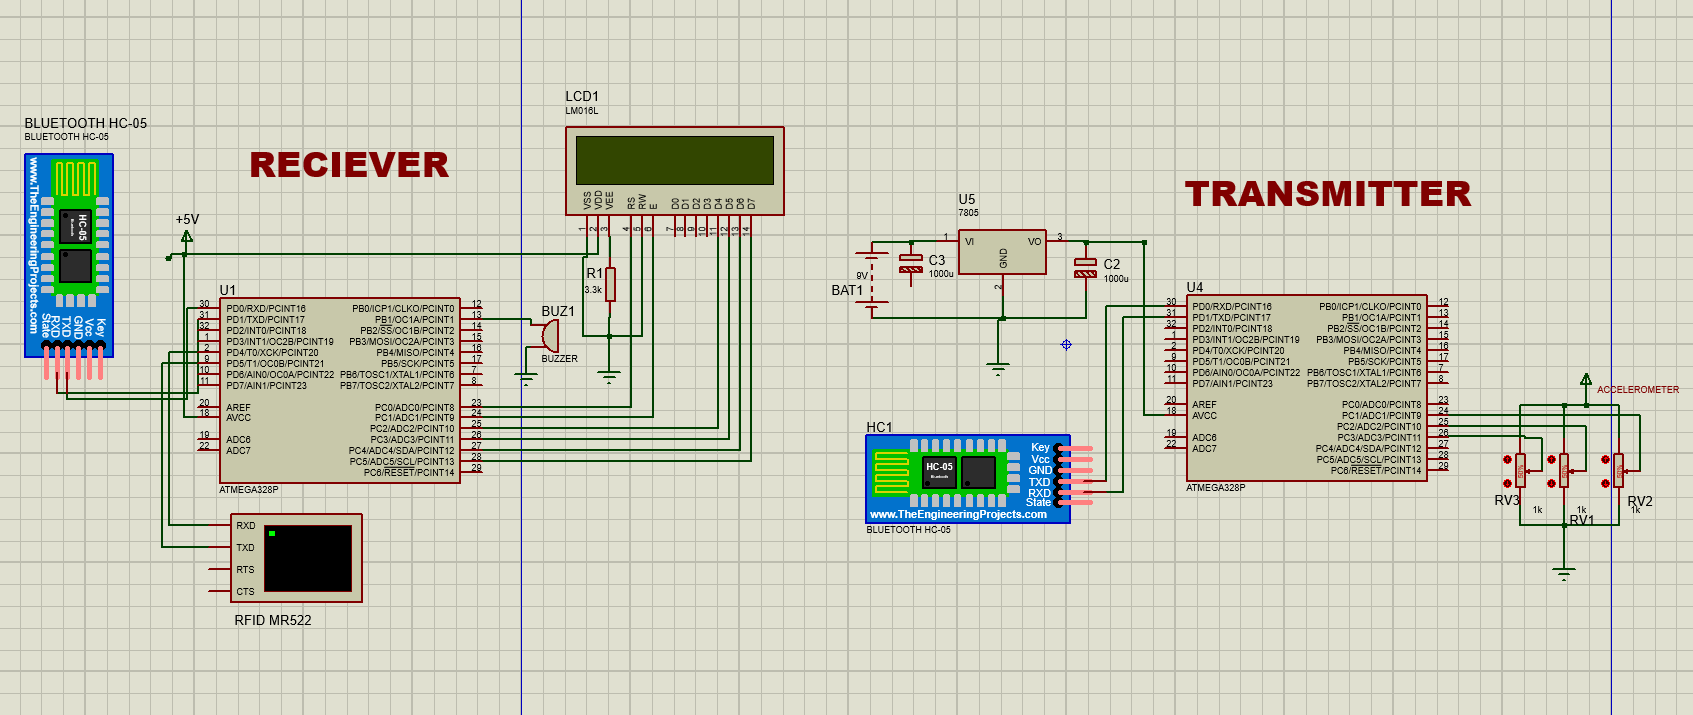 BLUETOOTH HC-05
BLUETOOTH HC-05
www.TheEngineeringProjects.com
HC-05
Bluetooth
State
RXD
TXD
GND
Vcc
Key
RECIEVER
+5V
LCD1
LM016L
VSS
VDD
VEE
RS
RW
E
D0
D1
D2
D3
D4
D5
D6
D7
1
2
3
4
5
6
7
8
9
10
11
12
13
14
R1
3.3k
BUZ1
BUZZER
U1
30 PD0/RXD/PCINT16
31 PD1/TXD/PCINT17
32 PD2/INT0/PCINT18
1 PD3/INT1/OC2B/PCINT19
2 PD4/T0/XCK/PCINT20
9 PD5/T1/OC0B/PCINT21
10 PD6/AIN0/OC0A/PCINT22
11 PD7/AIN1/PCINT23
20 AREF
18 AVCC
19 ADC6
22 ADC7
PB0/ICP1/CLKO/PCINT0 12
PB1/OC1A/PCINT1 13
PB2/SS/OC1B/PCINT2 14
PB3/MOSI/OC2A/PCINT3 15
PB4/MISO/PCINT4 16
PB5/SCK/PCINT5 17
PB6/TOSC1/XTAL1/PCINT6 7
PB7/TOSC2/XTAL2/PCINT7 8
PC0/ADC0/PCINT8 23
PC1/ADC1/PCINT9 24
PC2/ADC2/PCINT10 25
PC3/ADC3/PCINT11 26
PC4/ADC4/SDA/PCINT12 27
PC5/ADC5/SCL/PCINT13 28
PC6/RESET/PCINT14 29
ATMEGA328P
RXD
TXD
RTS
CTS
RFID MR522
TRANSMITTER
U5
7805
1 VI
VO 3
GND
2
C3
1000u
C2
1000u
9V
BAT1
U4
30 PD0/RXD/PCINT16
31 PD1/TXD/PCINT17
32 PD2/INT0/PCINT18
1 PD3/INT1/OC2B/PCINT19
2 PD4/T0/XCK/PCINT20
9 PD5/T1/OC0B/PCINT21
10 PD6/AIN0/OC0A/PCINT22
11 PD7/AIN1/PCINT23
20 AREF
18 AVCC
19 ADC6
22 ADC7
PB0/ICP1/CLKO/PCINT0 12
PB1/OC1A/PCINT1 13
PB2/SS/OC1B/PCINT2 14
PB3/MOSI/OC2A/PCINT3 15
PB4/MISO/PCINT4 16
PB5/SCK/PCINT5 17
PB6/TOSC1/XTAL1/PCINT6 7
PB7/TOSC2/XTAL2/PCINT7 8
PC0/ADC0/PCINT8 23
PC1/ADC1/PCINT9 24
PC2/ADC2/PCINT10 25
PC3/ADC3/PCINT11 26
PC4/ADC4/SDA/PCINT12 27
PC5/ADC5/SCL/PCINT13 28
PC6/RESET/PCINT14 29
ATMEGA328P
HC1
HC-05
Bluetooth
Key
Vcc
GND
TXD
RXD
State
www.TheEngineeringProjects.com
BLUETOOTH HC-05
ACCELEROMETER
50%
50%
50%
RV3
1k
RV1
1k
RV2
1k